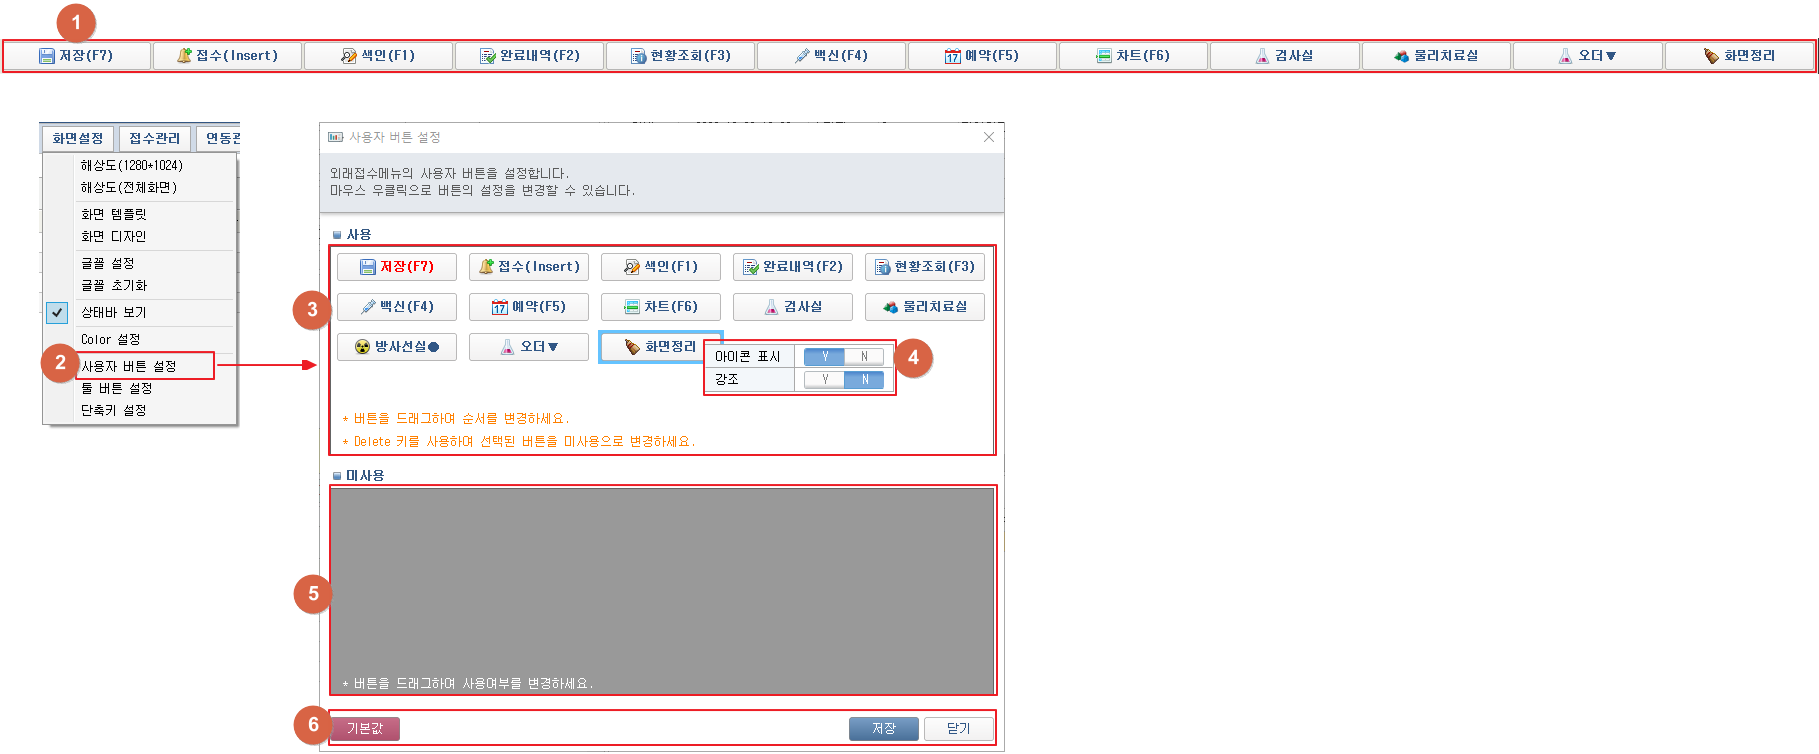 1
저장(F7) 접수(Insert) 색인(F1) 완료내역(F2) 현황조회(F3) 백신(F4) 예약(F5) 차트(F6) 검사실 물리치료실 오더▼ 화면정리
화면설정 접수관리 연동관
해상도(1280*1024)
해상도(전체화면)
화면 템플릿
화면 디자인
글꼴 설정
글꼴 초기화
상태바 보기
Color 설정
2
사용자 버튼 설정
툴 버튼 설정
단축키 설정
사용자 버튼 설정
외래접수메뉴의 사용자 버튼을 설정합니다.
마우스 우클릭으로 버튼의 설정을 변경할 수 있습니다.
사용
저장(F7) 접수(Insert) 색인(F1) 완료내역(F2) 현황조회(F3)
3
백신(F4) 예약(F5) 차트(F6) 검사실 물리치료실
방사선실● 오더▼ 화면정리
아이콘 표시 Y N
4
강조 Y N
* 버튼을 드래그하여 순서를 변경하세요.
* Delete 키를 사용하여 선택된 버튼을 미사용으로 변경하세요.
미사용
5
* 버튼을 드래그하여 사용여부를 변경하세요.
6
기본값 저장 닫기